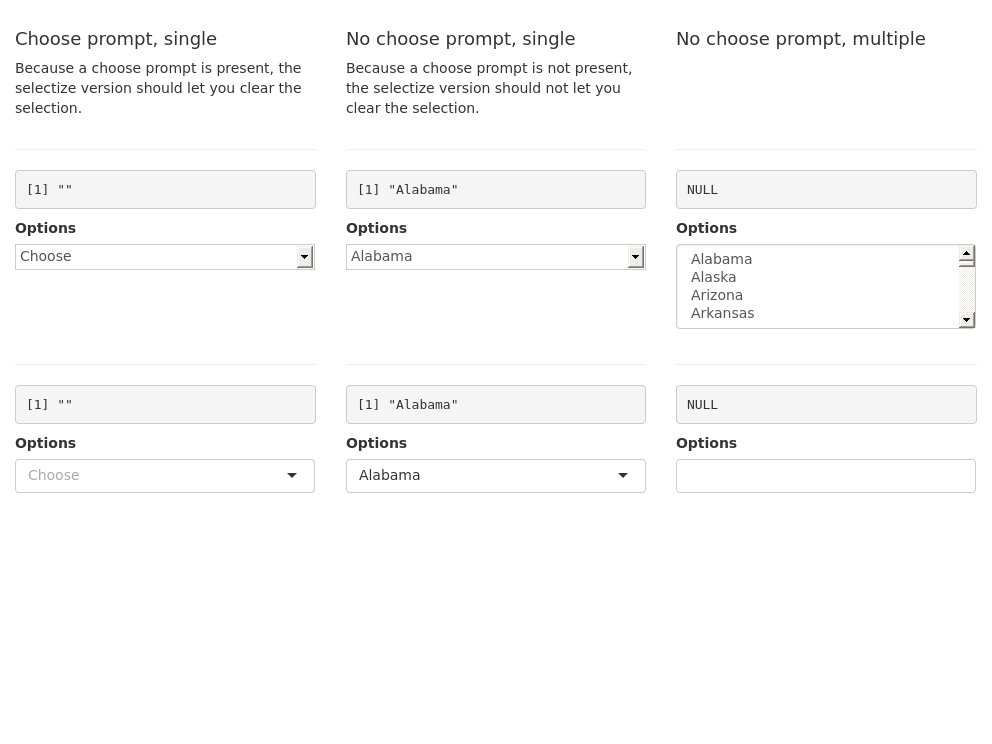 Choose prompt, single
Because a choose prompt is present, the
selectize version should let you clear the
selection.
[1] ""
Options
Choose
[1] ""
Options
Choose
No choose prompt, single
Because a choose prompt is not present,
the selectize version should not let you
clear the selection.
[1] "Alabama"
Options
Alabama
[1] "Alabama"
Options
Alabama
No choose prompt, multiple
NULL
Options
Alabama
Alaska
Arizona
Arkansas
NULL
Options